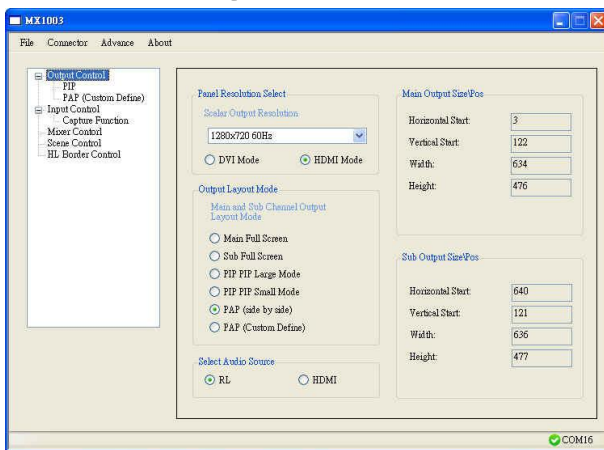 MX1003
File Connector Advance About
Output Control
PIP
PAP (Custom Define)
Input Control
Capture Function
Mixer Contorl
Scene Control
HL Border Control
Panel Resolution Select
Scalar Output Resolution
1280x720 60Hz
DVI Mode HDMI Mode
Output Layout Mode
Main and Sub Channel Output
Layout Mode
Main Full Screen
Sub Full Screen
PIP PIP Large Mode
PIP PIP Small Mode
PAP (side by side)
PAP (Custom Define)
Select Audio Source
RL HDMI
Main Output Size\Pos
Horizontal Start: 3
Vertical Start: 122
Width: 634
Height: 476
Sub Output Size\Pos
Horizontal Start: 640
Vertical Start: 121
Width: 636
Height: 477
COM16